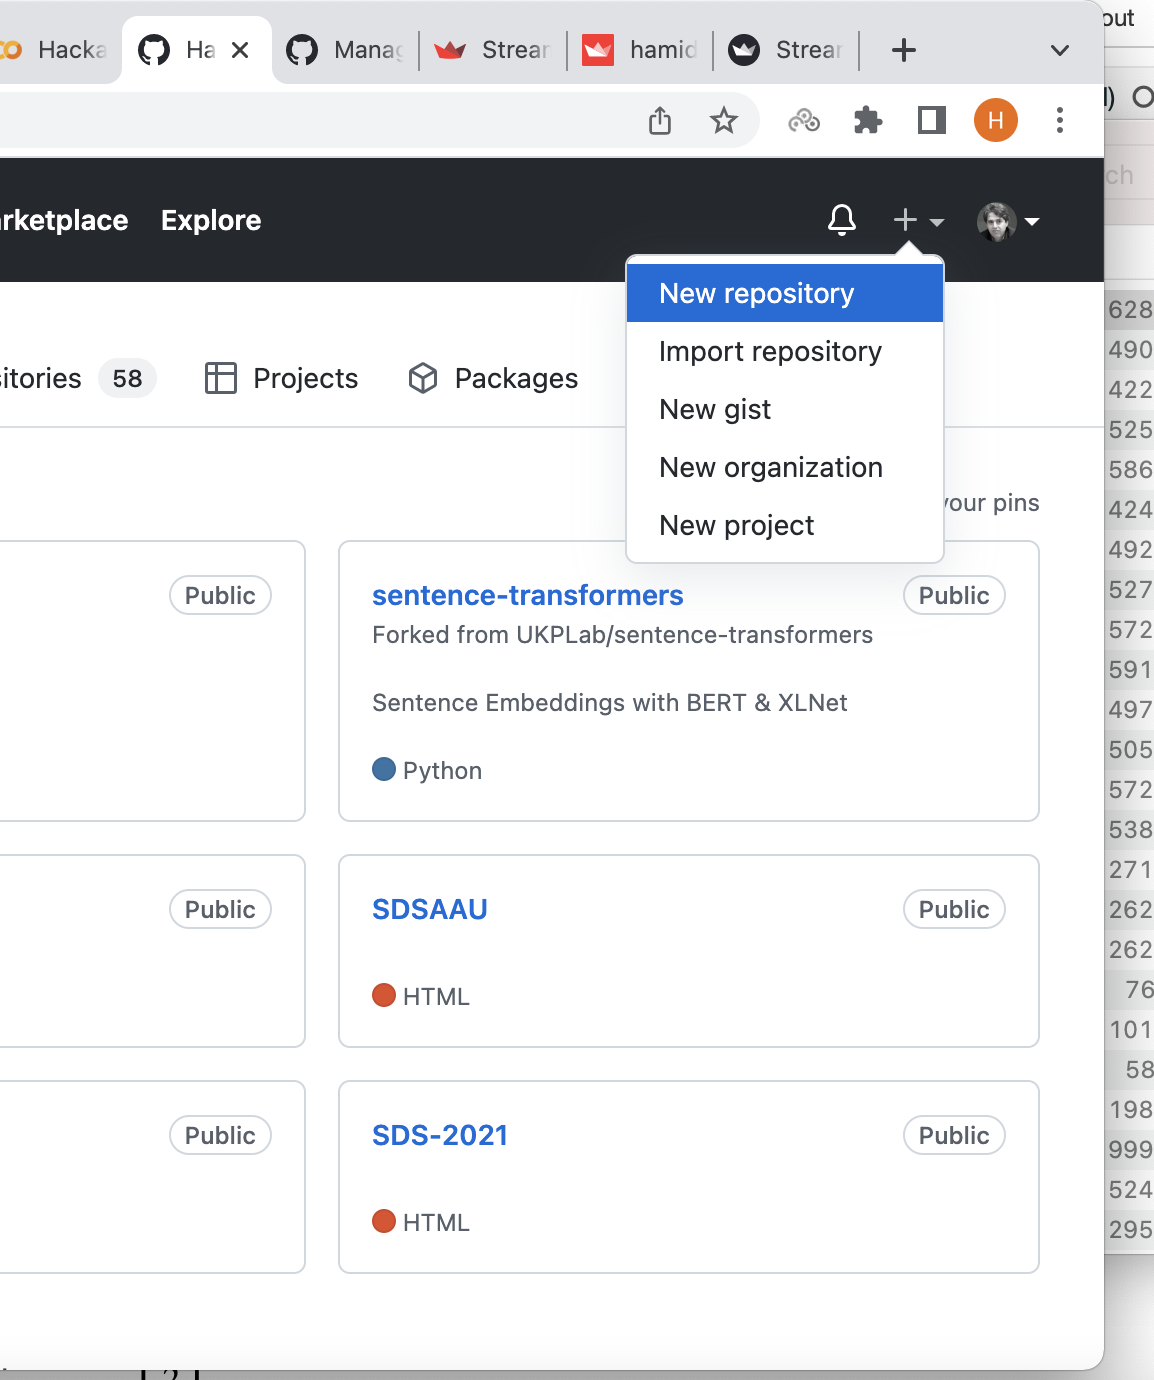 Hacka
Ha
Manag
Strear
hamid
Strear
out
H
rketplace
Explore
ch
New repository
Import repository
New gist
New organization
New project
itories 58
Projects
Packages
your pins
Public
sentence-transformers
Public
Forked from UKPLab/sentence-transformers
Sentence Embeddings with BERT & XLNet
Python
Public
SDSAAU
Public
HTML
Public
SDS-2021
Public
HTML
628
490
422
525
586
424
492
527
572
591
497
505
572
538
271
262
262
76
101
58
198
999
524
295